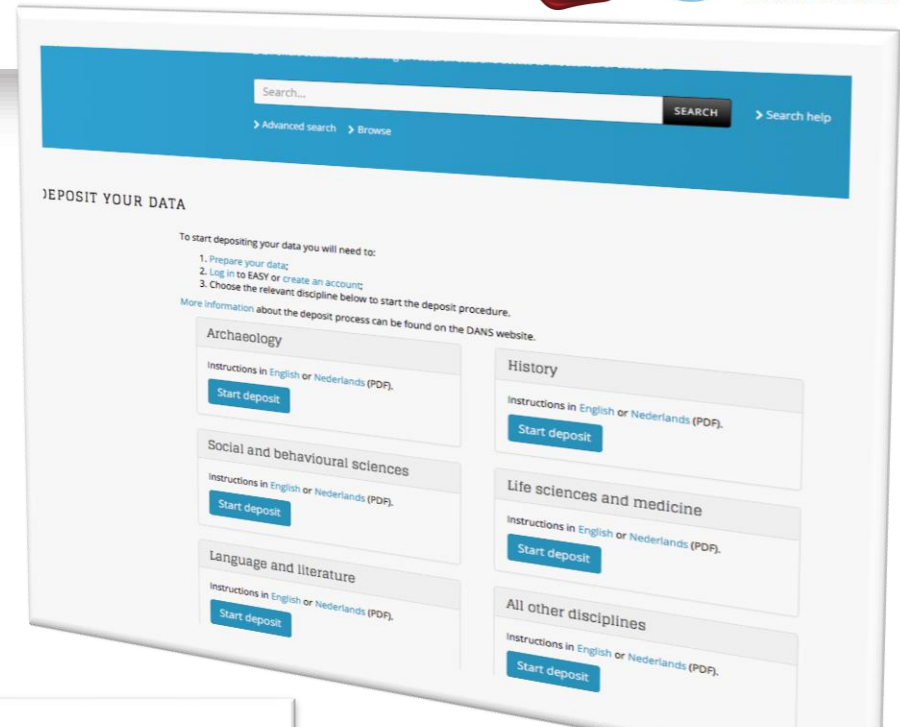 Search...
SEARCH
Search help
Advanced search
Browse
DEPOSIT YOUR DATA
To start depositing your data you will need to:
1. Prepare your data;
2. Log in to EASY or create an account;
3. Choose the relevant discipline below to start the deposit procedure.
More information about the deposit process can be found on the DANS website.
Archaeology
Instructions in English or Nederlands (PDF).
Start deposit
History
Instructions in English or Nederlands (PDF).
Start deposit
Social and behavioural sciences
Instructions in English or Nederlands (PDF).
Start deposit
Life sciences and medicine
Instructions in English or Nederlands (PDF).
Start deposit
Language and literature
Instructions in English or Nederlands (PDF).
Start deposit
All other disciplines
Instructions in English or Nederlands (PDF).
Start deposit